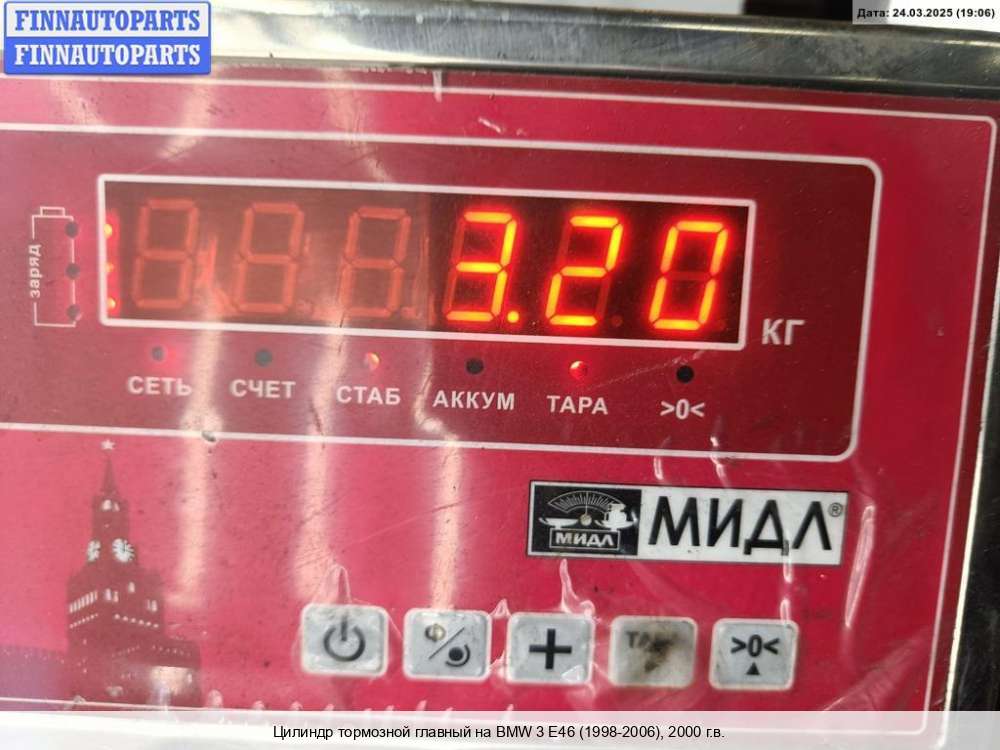 FINNAUTOPARTS
FINNAUTOPARTS
Дата: 24.03.2025 (19:06)
заряд
3.20
КГ
СЕТЬ СЧЕТ СТАБ АККУМ ТАРА >0<
МИДЛ МИДЛ®
+ >0<
Цилиндр тормозной главный на BMW 3 E46 (1998-2006), 2000 г.в.